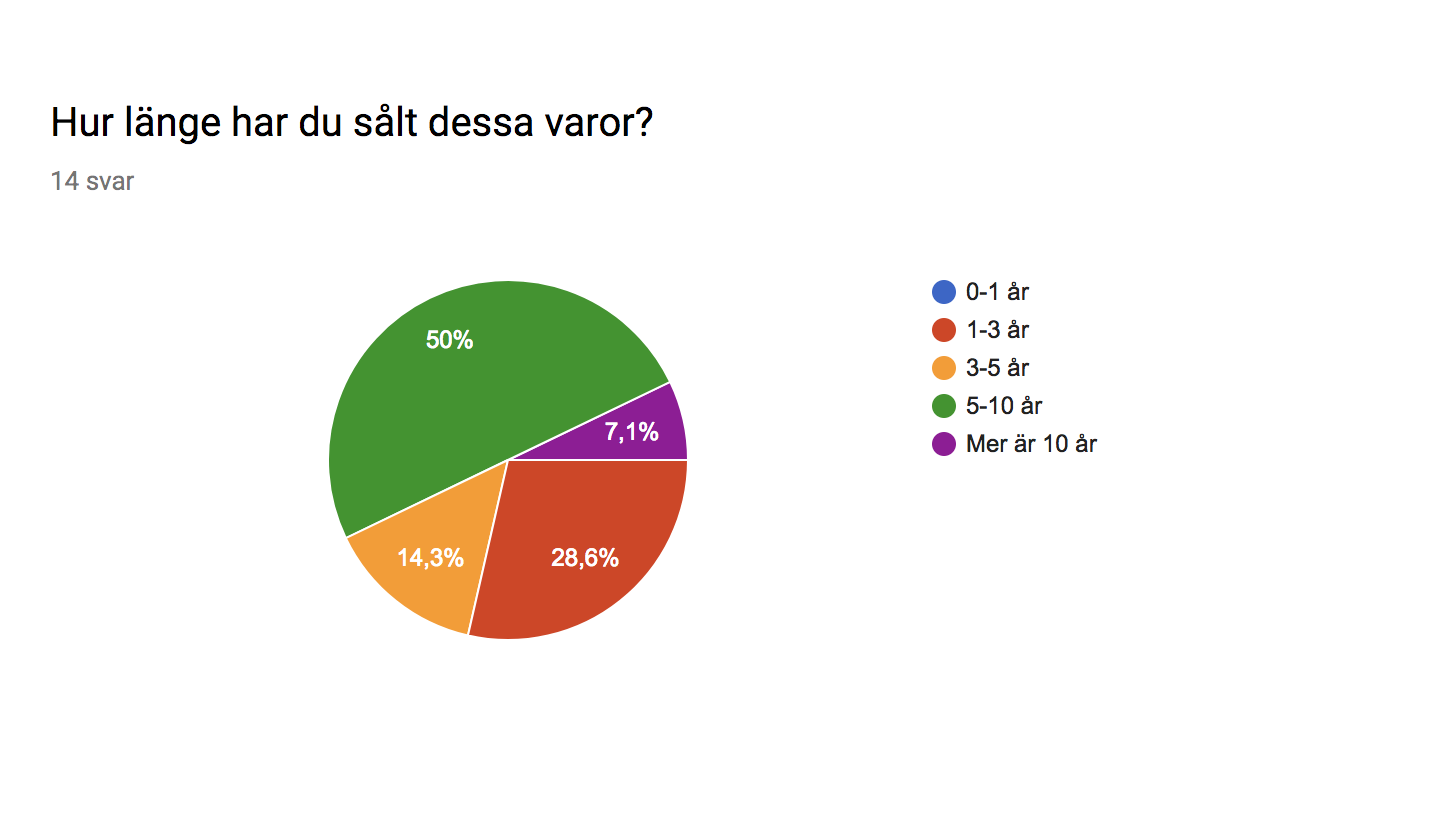 Hur länge har du sålt dessa varor?
14 svar
50%
7,1%
14,3%
28,6%
0-1 år
1-3 år
3-5 år
5-10 år
Mer är 10 år